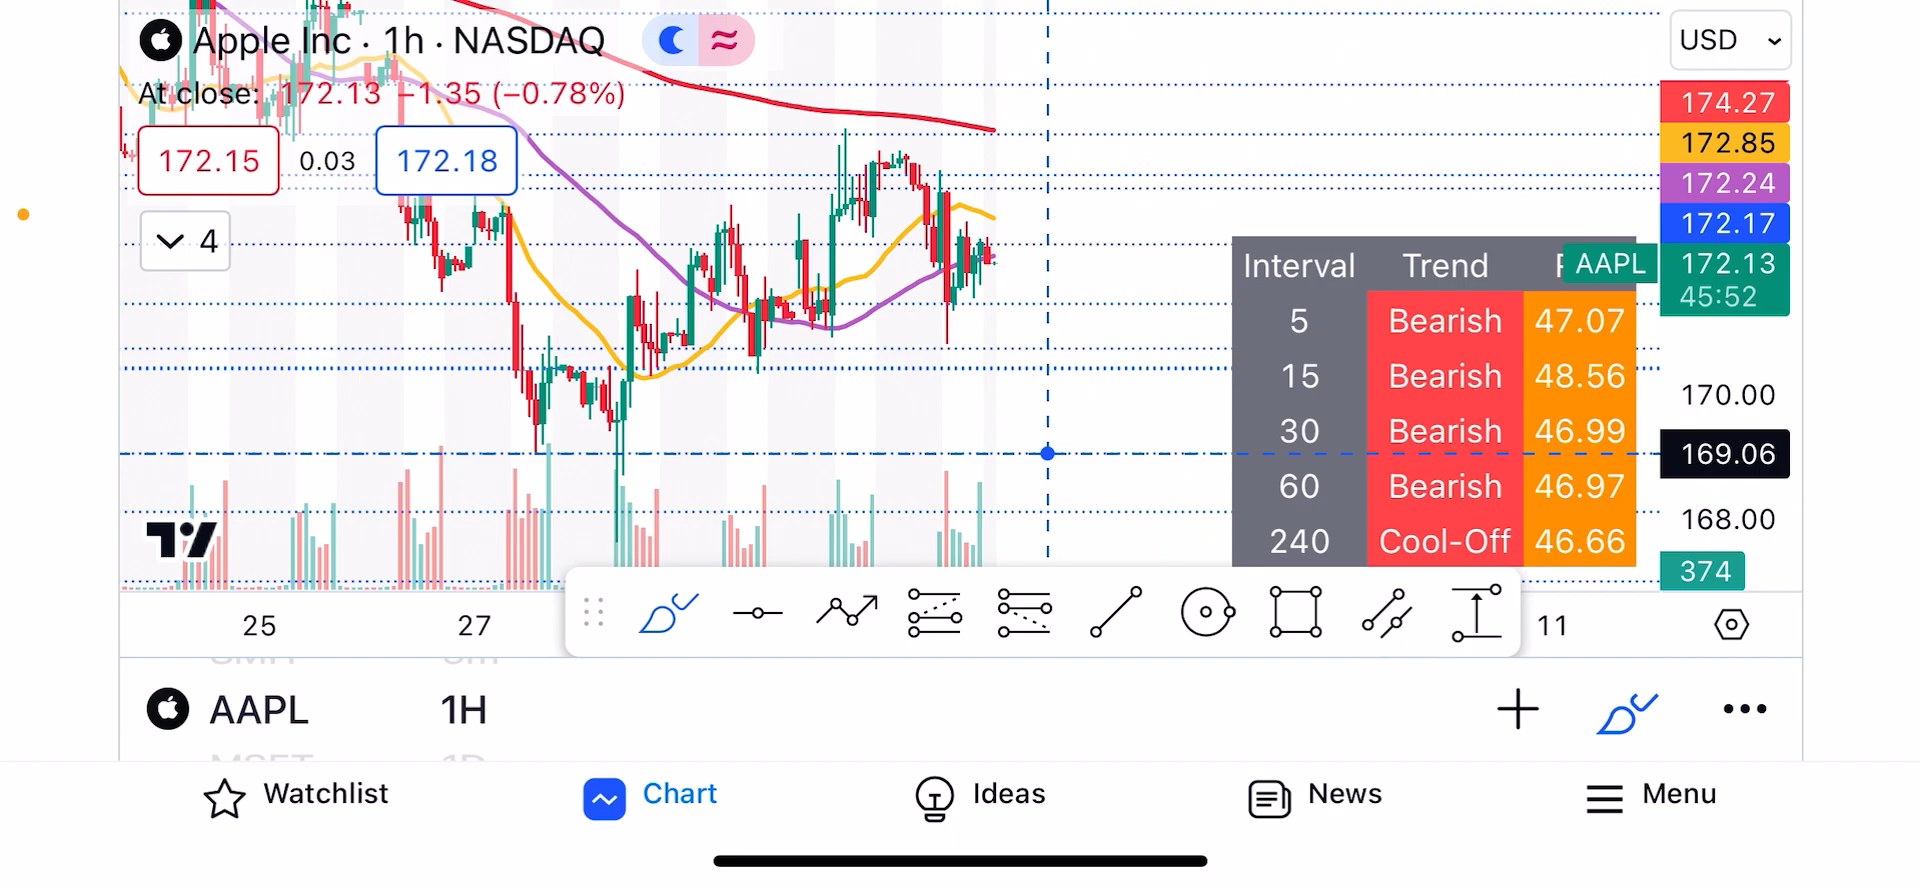 Apple Inc · 1h · NASDAQ
USD
At close: 172.13 −1.35 (−0.78%)
174.27
172.85
172.15 0.03 172.18
172.24
172.17
4
Interval Trend
AAPL 172.13
45:52
5 Bearish 47.07
15 Bearish 48.56
30 Bearish 46.99
60 Bearish 46.97
240 Cool-Off 46.66
170.00
169.06
168.00
374
25 27 11
AAPL 1H
Watchlist Chart Ideas News Menu